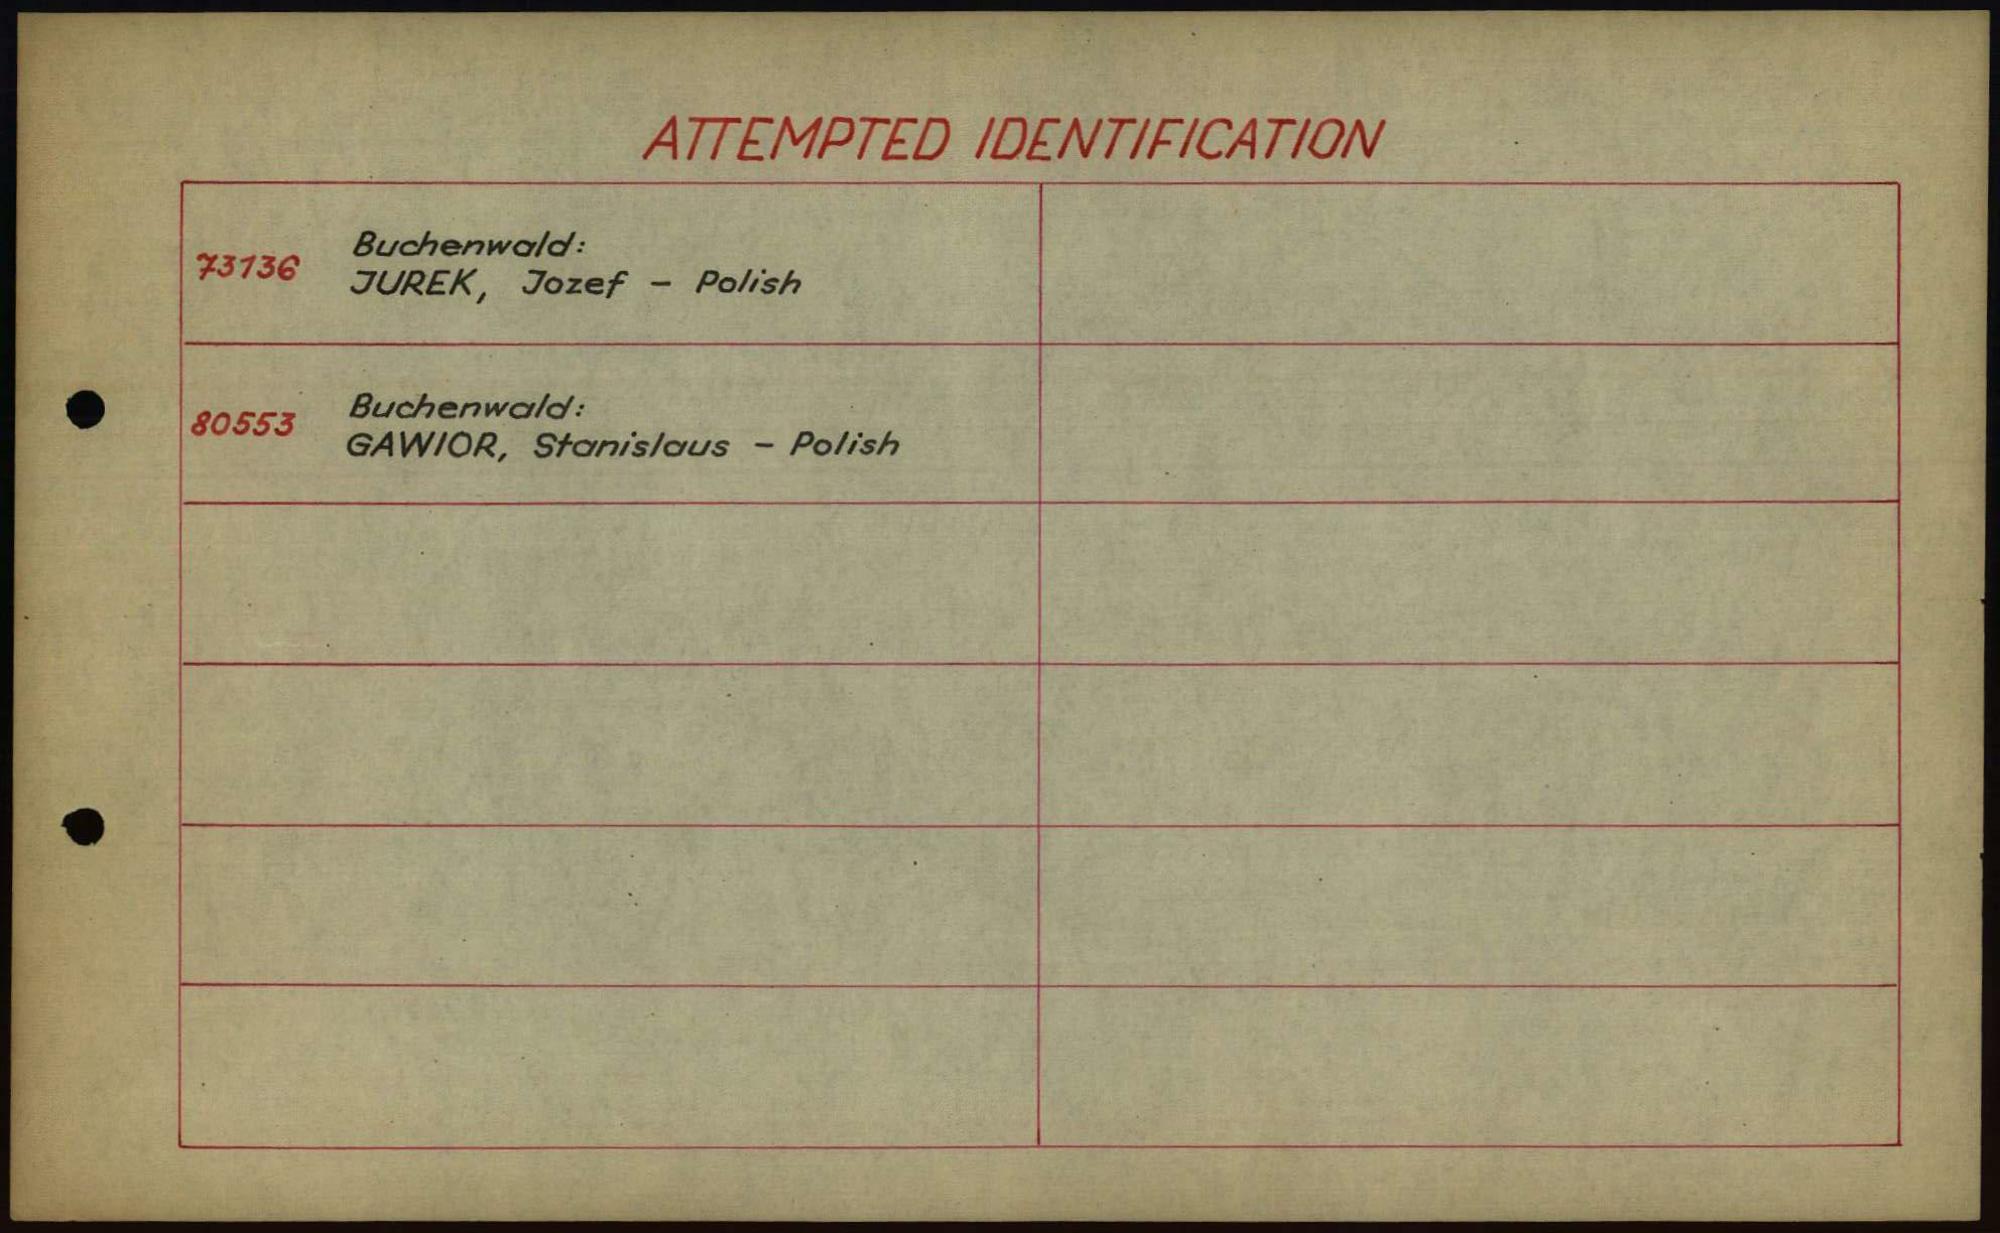 ATTEMPTED IDENTIFICATION
73136
Buchenwald:
JUREK, Jozef - Polish
80553
Buchenwald:
GAWIOR, Stanislaus - Polish